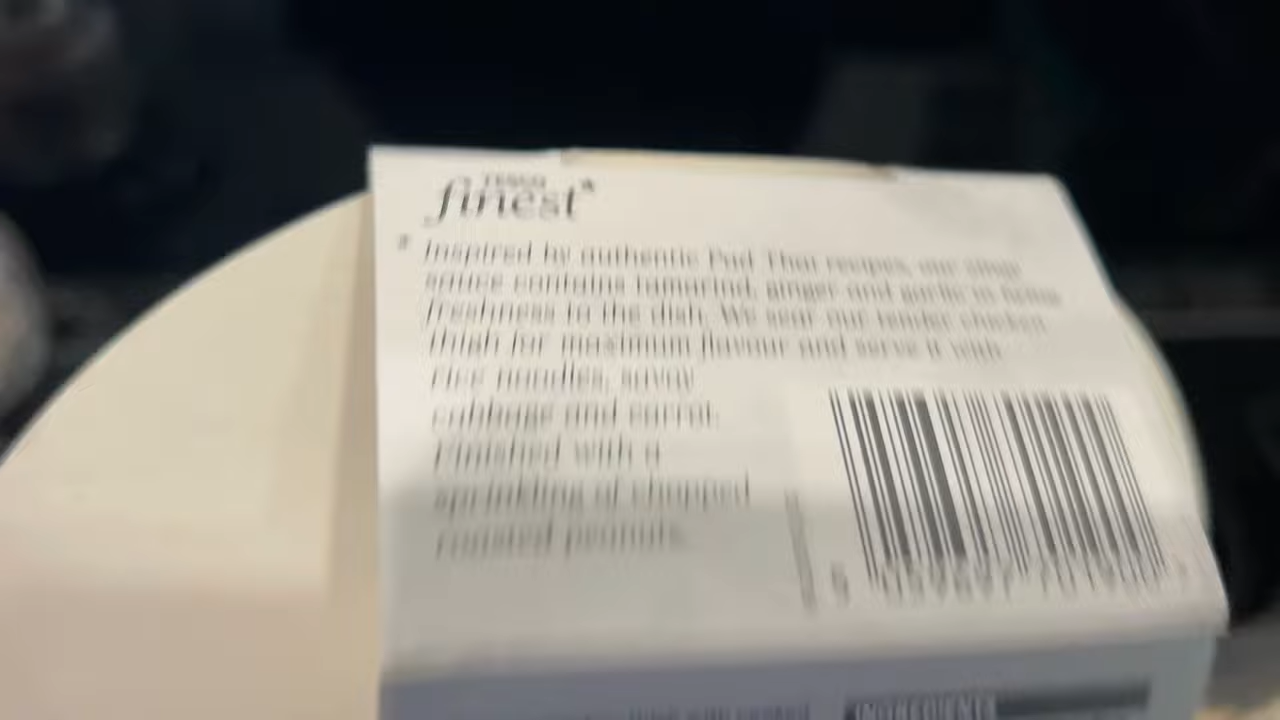 TESCO
finest*
Inspired by authentic Pad Thai recipes, our zingy
sauce contains tamarind, ginger and garlic to bring
freshness to the dish. We sear our tender chicken
thigh for maximum flavour and serve it with
rice noodles, savoy
cabbage and carrot.
Finished with a
sprinkling of chopped
roasted peanuts.
INGREDIENTS